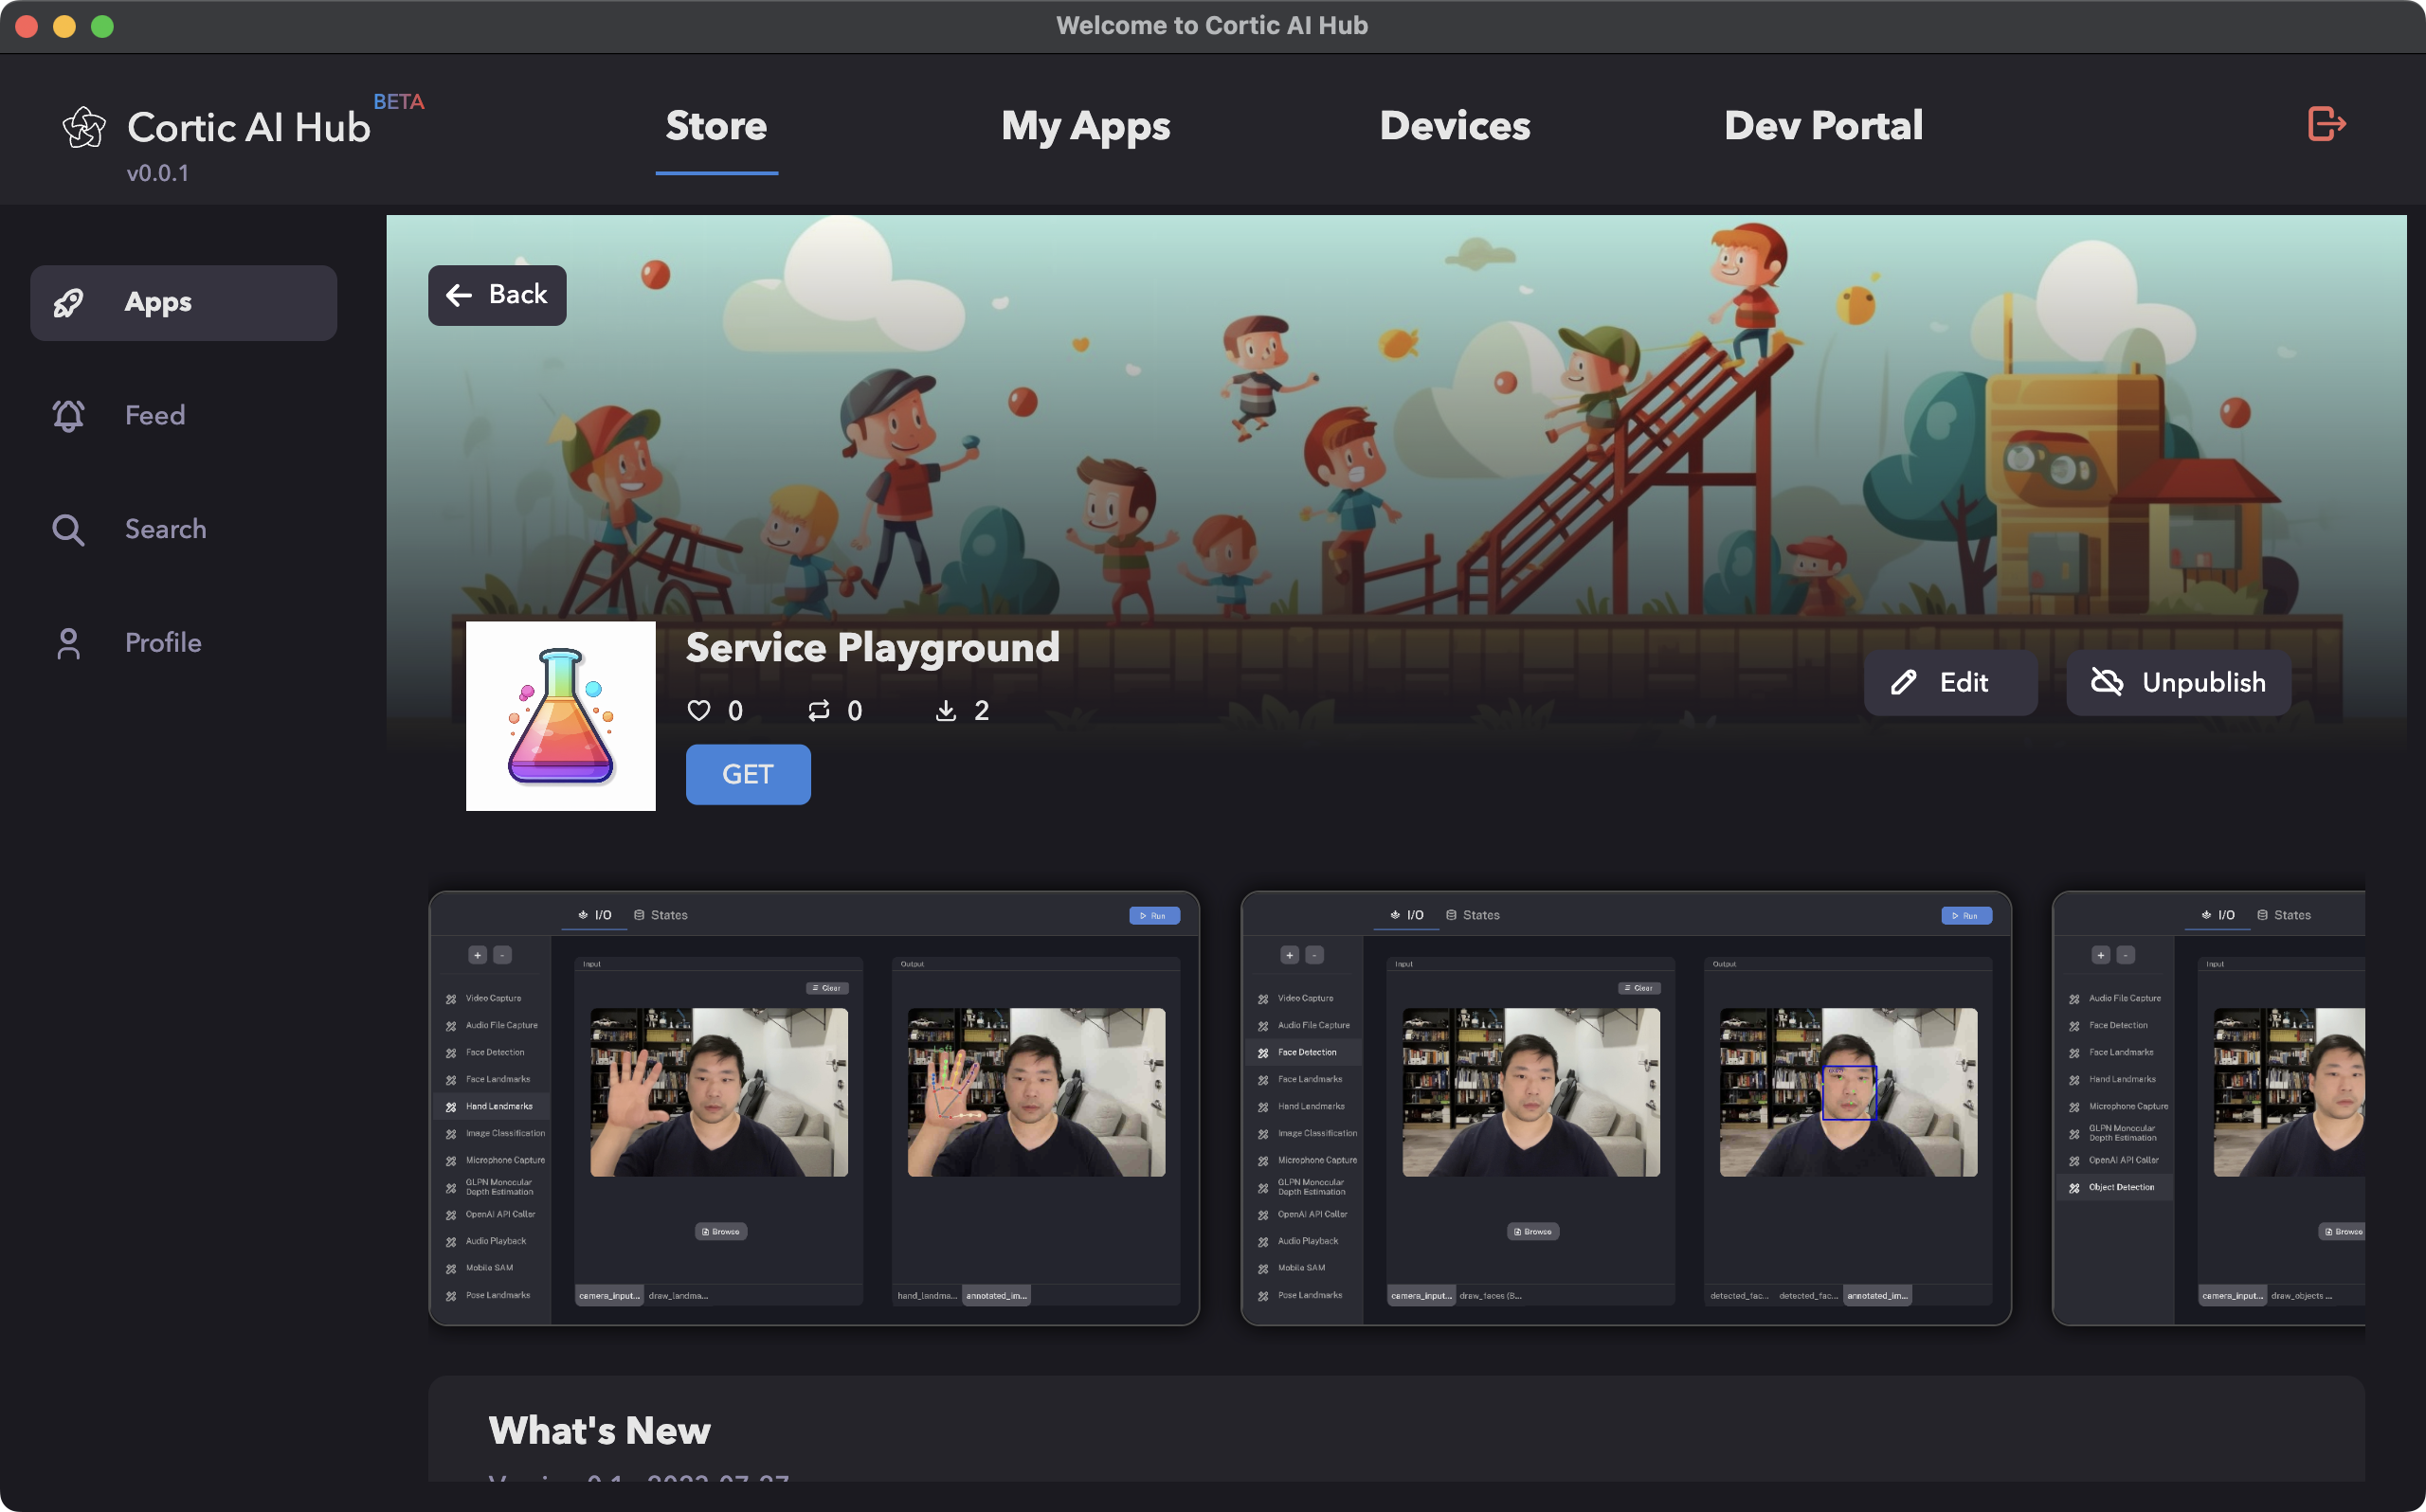 Welcome to Cortic AI Hub
Cortic AI Hub BETA
v0.0.1
Store
My Apps
Devices
Dev Portal
Apps
Feed
Search
Profile
Back
Service Playground
0 0 2
GET
Edit
Unpublish
I/O States Run
+ -
Input
Output
Clear
Video Capture
Audio File Capture
Face Detection
Face Landmarks
Hand Landmarks
Image Classification
Microphone Capture
GLPN Monocular
Depth Estimation
OpenAI API Caller
Audio Playback
Mobile SAM
Pose Landmarks
Browse
camera_input... draw_landma...
hand_landma... annotated_im...
I/O States Run
+ -
Input
Output
Clear
Video Capture
Audio File Capture
Face Detection
Face Landmarks
Hand Landmarks
Image Classification
Microphone Capture
GLPN Monocular
Depth Estimation
OpenAI API Caller
Audio Playback
Mobile SAM
Pose Landmarks
Browse
camera_input... draw_faces (B...
detected_fac... detected_fac... annotated_im...
I/O States
+ -
Input
Audio File Capture
Face Detection
Face Landmarks
Hand Landmarks
Microphone Capture
GLPN Monocular
Depth Estimation
OpenAI API Caller
Object Detection
Browse
camera_input... draw_objects ...
What's New